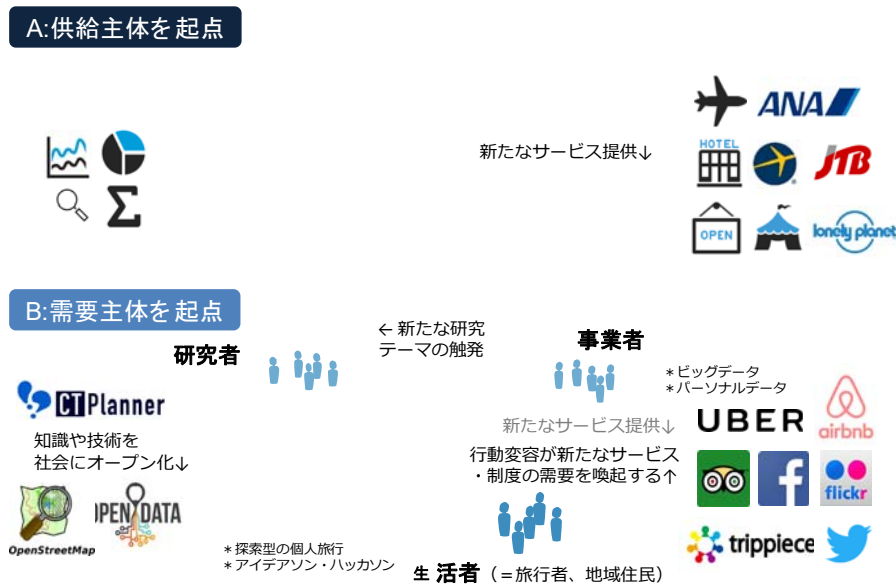 A:供給主体を起点
ANA
新たなサービス提供↓
HOTEL
JTB
OPEN
lonely planet
B:需要主体を起点
研究者
←新たな研究
テーマの触発
事業者
＊ビッグデータ
＊パーソナルデータ
CTPlanner
UBER
airbnb
知識や技術を
社会にオープン化↓
新たなサービス提供↓
行動変容が新たなサービス
・制度の需要を喚起する↑
flickr
OpenStreetMap
OPEN DATA
trippiece
＊探索型の個人旅行
＊アイデアソン・ハッカソン
生活者（＝旅行者、地域住民）